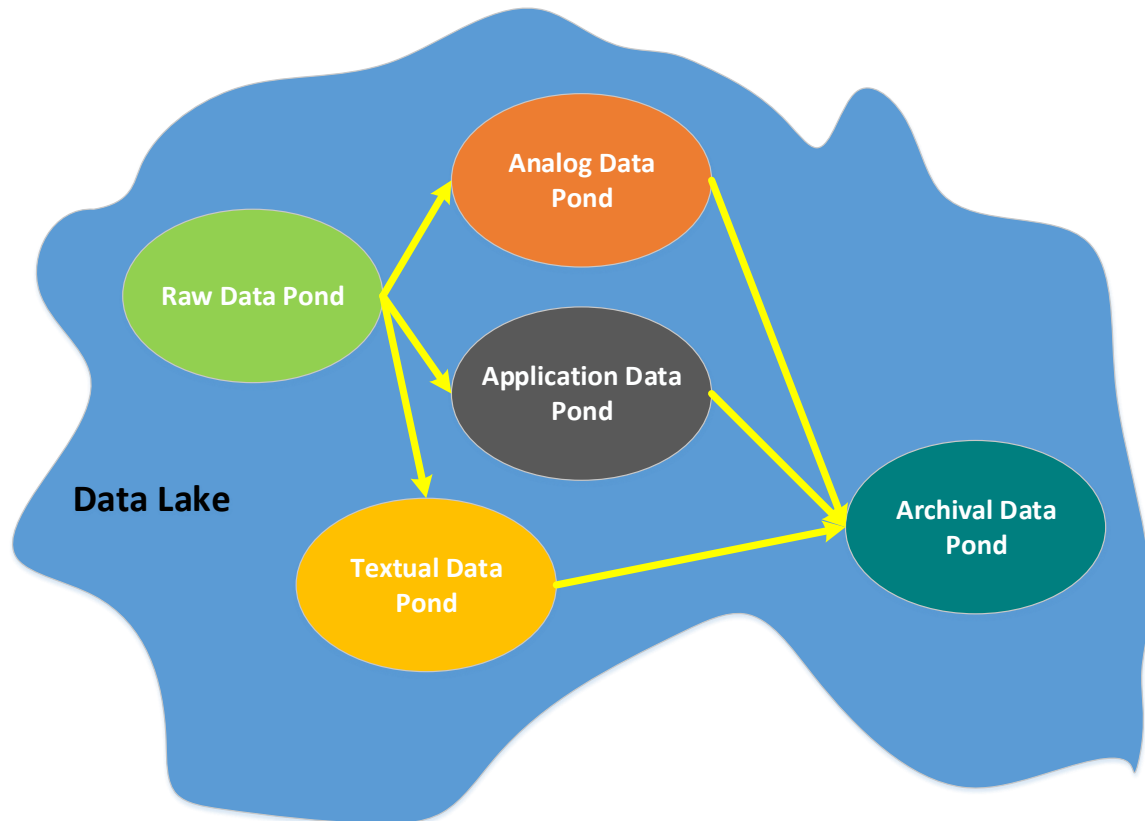 Analog Data
Pond
Raw Data Pond
Application Data
Pond
Data Lake
Archival Data
Pond
Textual Data
Pond